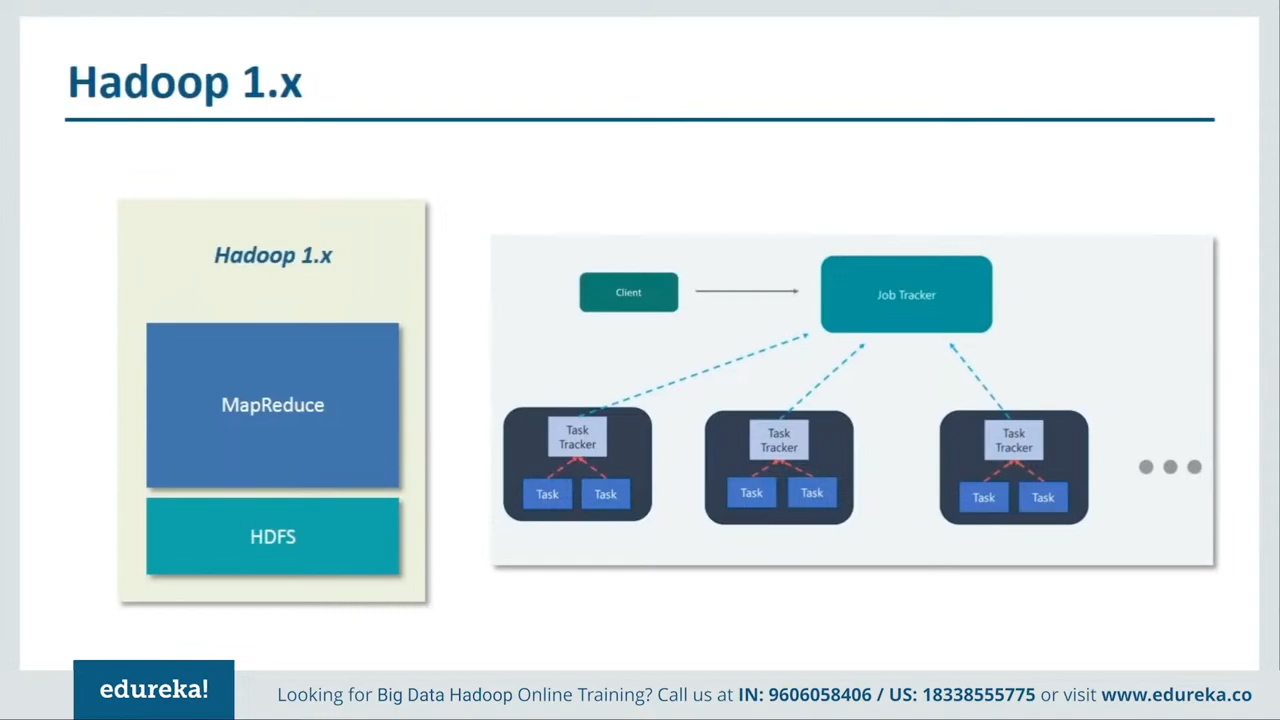 Hadoop 1.x
Hadoop 1.x
MapReduce
HDFS
Client
Job Tracker
Task
Tracker
Task
Task
Task
Tracker
Task
Task
Task
Tracker
Task
Task
edureka!
Looking for Big Data Hadoop Online Training? Call us at IN: 9606058406 / US: 18338555775 or visit www.edureka.co